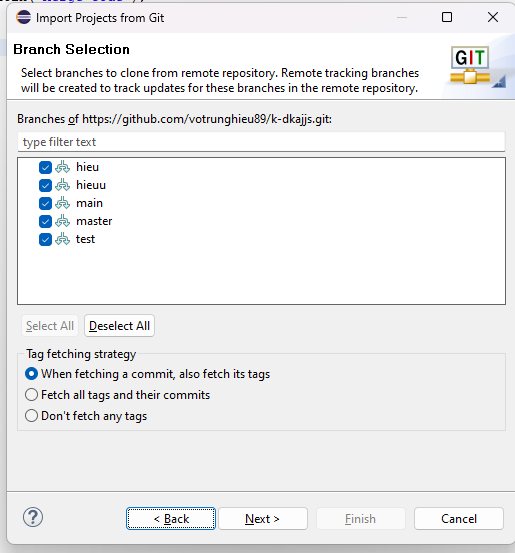 Import Projects from Git
Branch Selection
Select branches to clone from remote repository. Remote tracking branches
will be created to track updates for these branches in the remote repository.
GIT
Branches of https://github.com/votrunghieu89/k-dkajjs.git:
type filter text
hieu
hieuu
main
master
test
Select All
Deselect All
Tag fetching strategy
When fetching a commit, also fetch its tags
Fetch all tags and their commits
Don't fetch any tags
?
< Back
Next >
Finish
Cancel